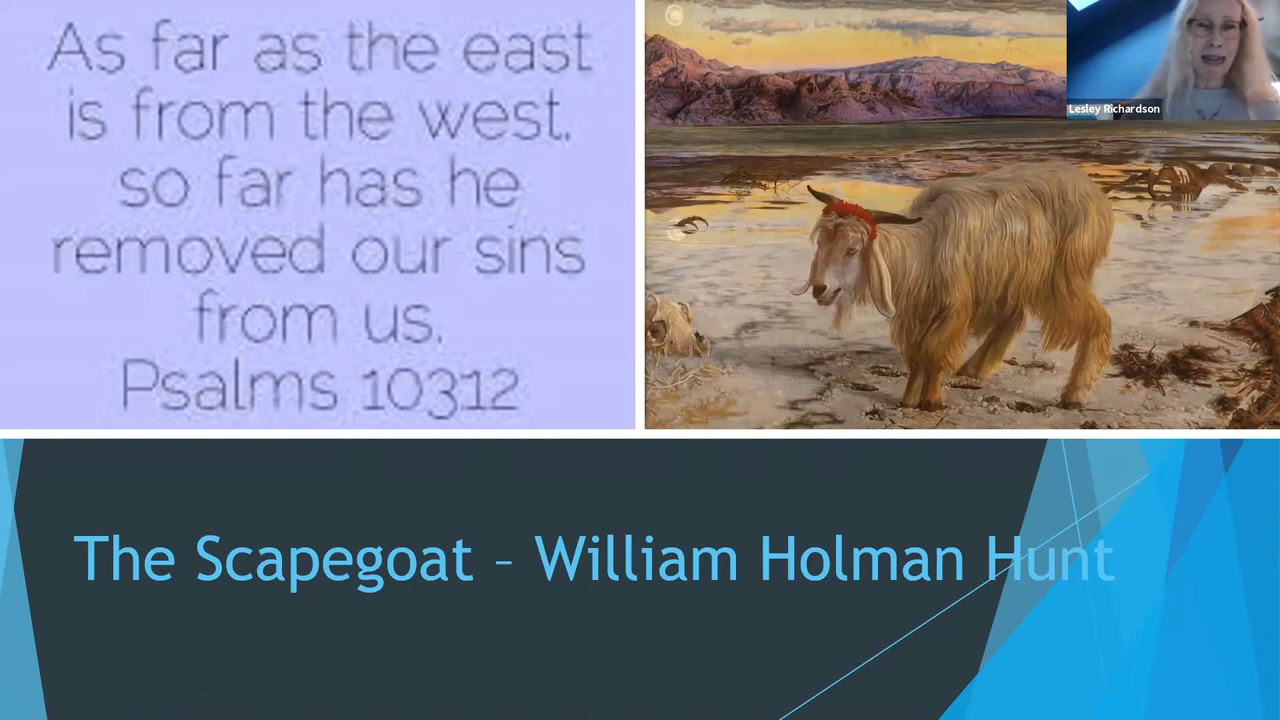 As far as the east
is from the west.
so far has he
removed our sins
from us.
Psalms 10312
Lesley Richardson
The Scapegoat – William Holman Hunt